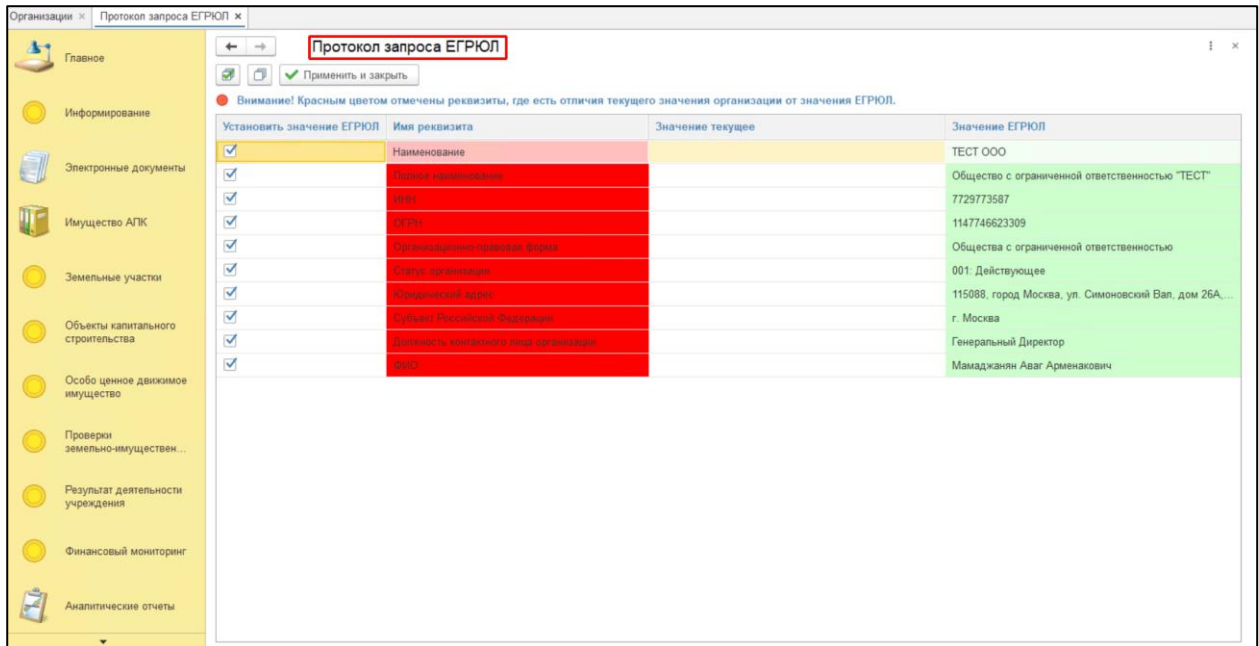 Организации × Протокол запроса ЕГРЮЛ ×
Главное
Информирование
Электронные документы
Имущество АПК
Земельные участки
Объекты капитального
строительства
Особо ценное движимое
имущество
Проверки
земельно-имуществен...
Результат деятельности
учреждения
Финансовый мониторинг
Аналитические отчеты
Протокол запроса ЕГРЮЛ
Применить и закрыть
Внимание! Красным цветом отмечены реквизиты, где есть отличия текущего значения организации от значения ЕГРЮЛ.
Установить значение ЕГРЮЛ Имя реквизита Значение текущее Значение ЕГРЮЛ
Наименование ТЕСТ ООО
Полное наименование Общество с ограниченной ответственностью "ТЕСТ"
ИНН 7729773587
ОГРН 1147746623309
Организационно-правовая форма Общества с ограниченной ответственностью
Статус организации 001: Действующее
Юридический адрес 115088, город Москва, ул. Симоновский Вал, дом 26А,...
Субъект Российской Федерации г. Москва
Должность контактного лица организации Генеральный Директор
ФИО Мамаджанян Аваг Арменакович